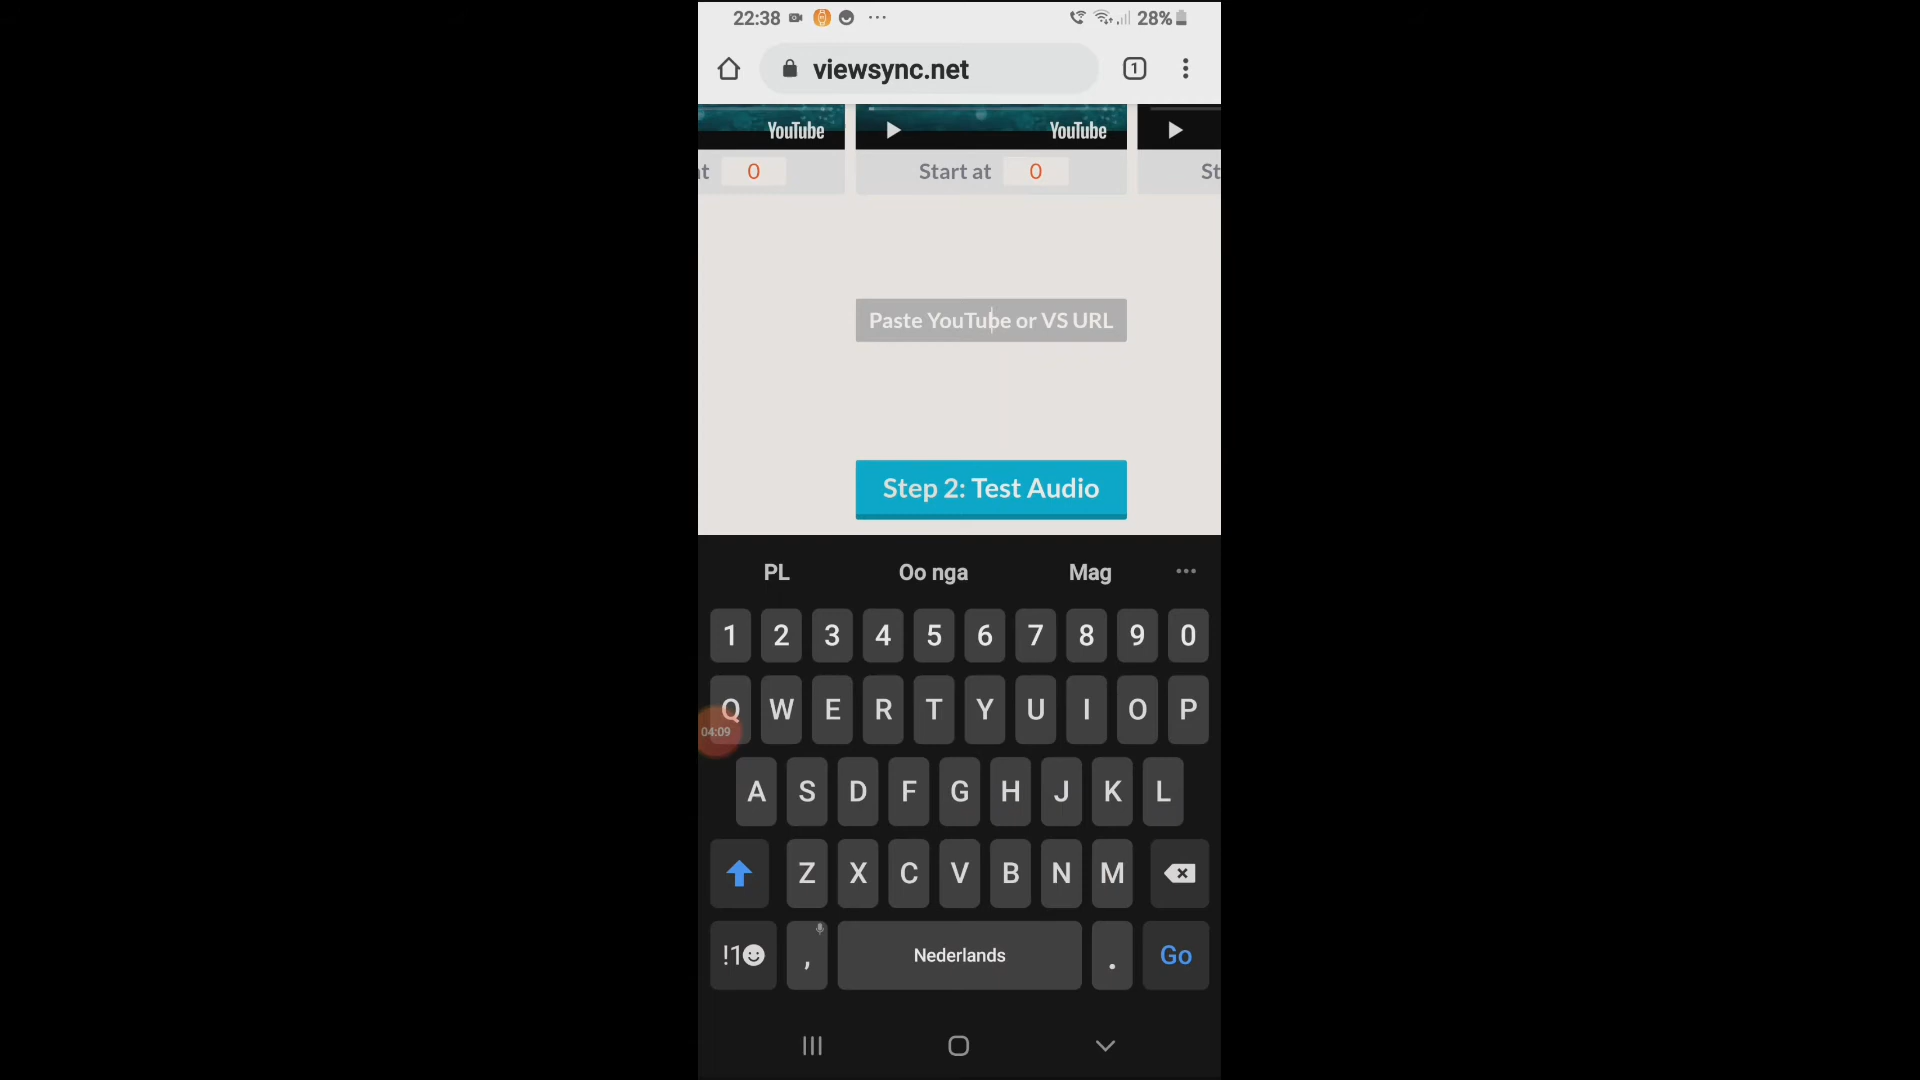 22:38 28%
viewsync.net 1
YouTube YouTube
at 0 Start at 0 St
Paste YouTube or VS URL
Step 2: Test Audio
PL Oo nga Mag
1 2 3 4 5 6 7 8 9 0
Q W E R T Y U I O P
04:09
A S D F G H J K L
Z X C V B N M
!1 , Nederlands . Go